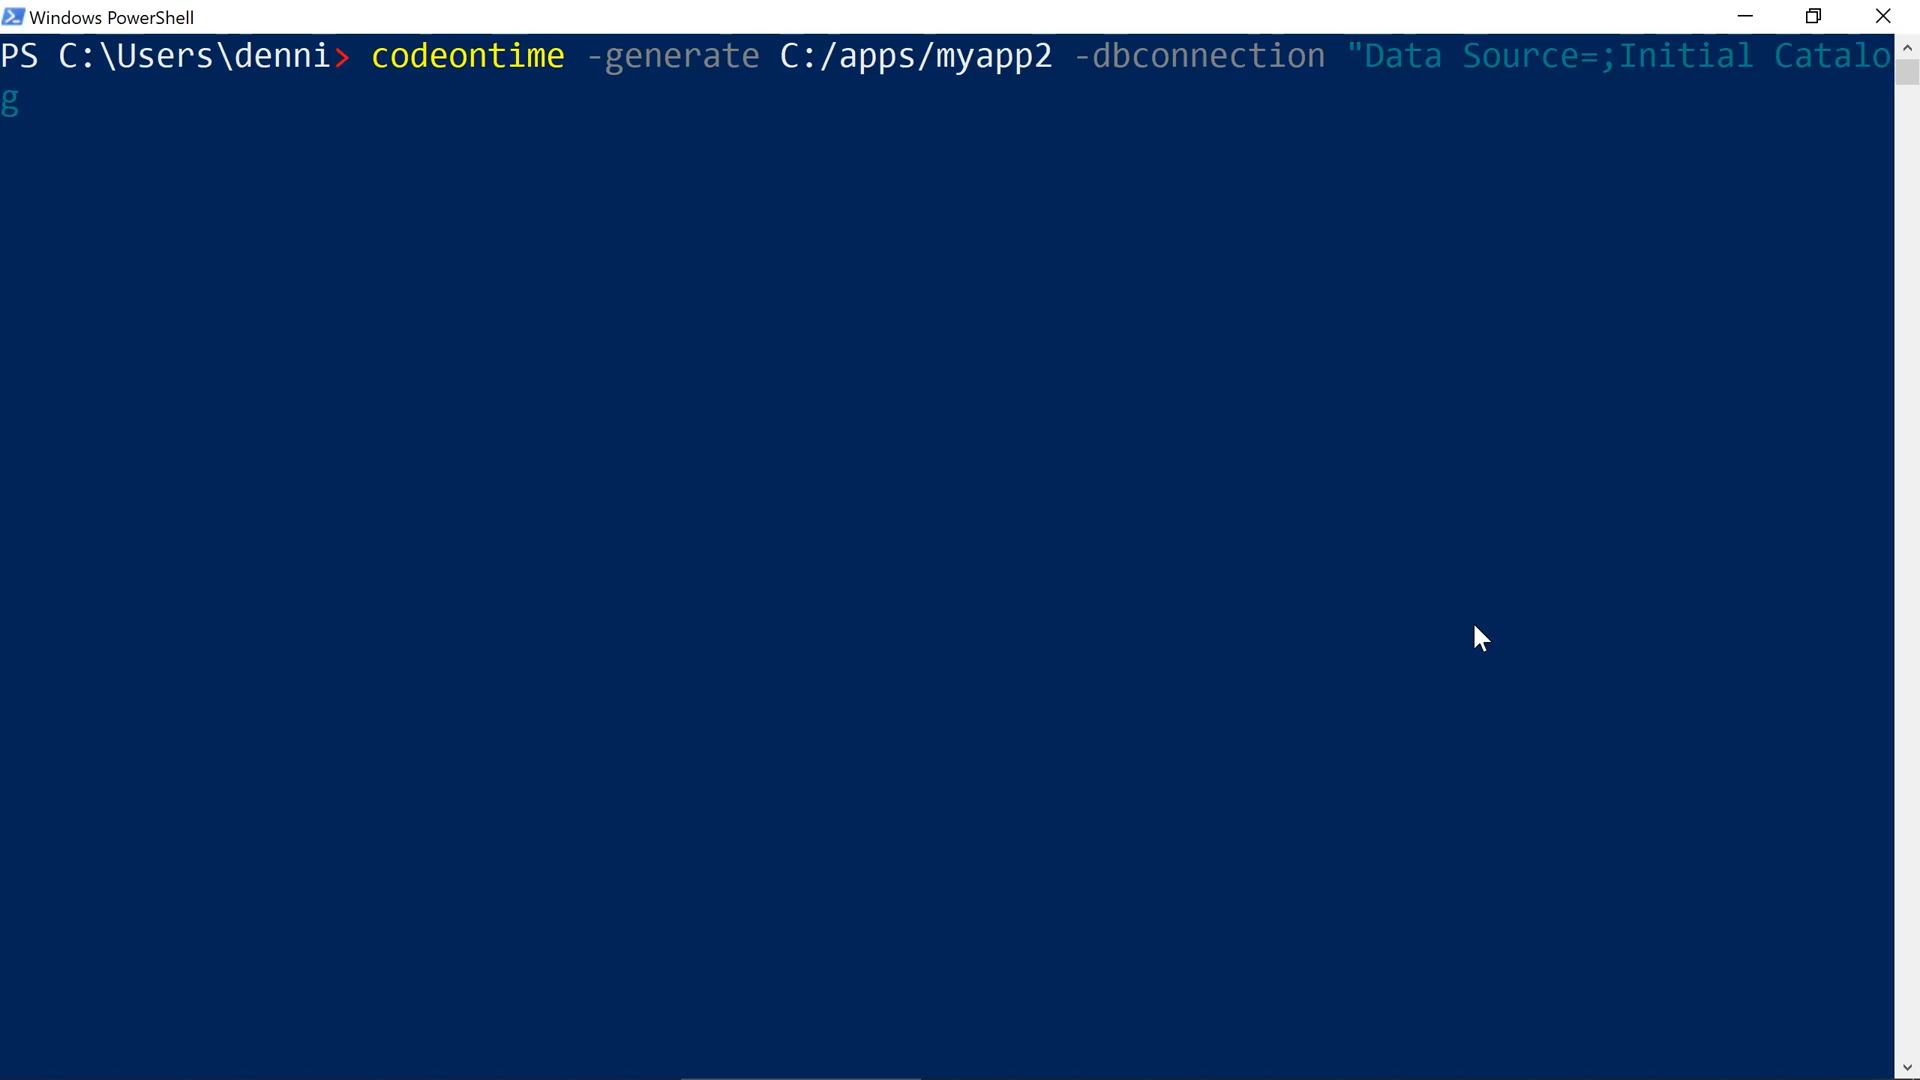 Windows PowerShell
PS C:\Users\denni> codeontime -generate C:/apps/myapp2 -dbconnection "Data Source=;Initial Catalo
g